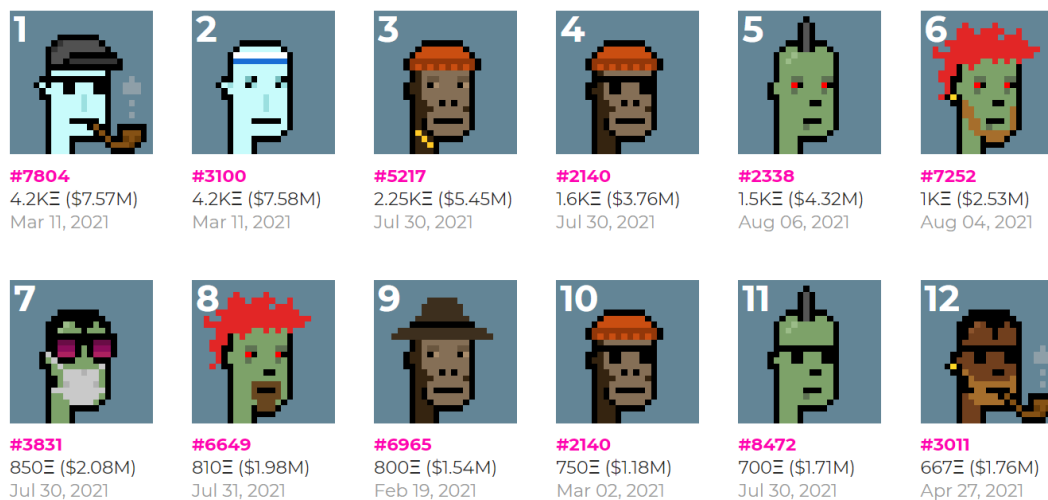 1
#7804
4.2KΞ ($7.57M)
Mar 11, 2021
2
#3100
4.2KΞ ($7.58M)
Mar 11, 2021
3
#5217
2.25KΞ ($5.45M)
Jul 30, 2021
4
#2140
1.6KΞ ($3.76M)
Jul 30, 2021
5
#2338
1.5KΞ ($4.32M)
Aug 06, 2021
6
#7252
1KΞ ($2.53M)
Aug 04, 2021
7
#3831
850Ξ ($2.08M)
Jul 30, 2021
8
#6649
810Ξ ($1.98M)
Jul 31, 2021
9
#6965
800Ξ ($1.54M)
Feb 19, 2021
10
#2140
750Ξ ($1.18M)
Mar 02, 2021
11
#8472
700Ξ ($1.71M)
Jul 30, 2021
12
#3011
667Ξ ($1.76M)
Apr 27, 2021